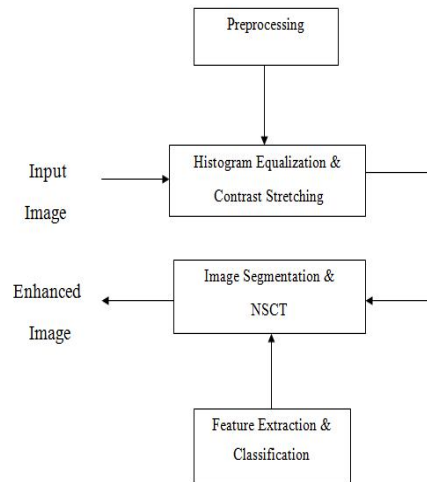 Preprocessing
Histogram Equalization &
Contrast Stretching
Input
Image
Image Segmentation &
NSCT
Enhanced
Image
Feature Extraction &
Classification